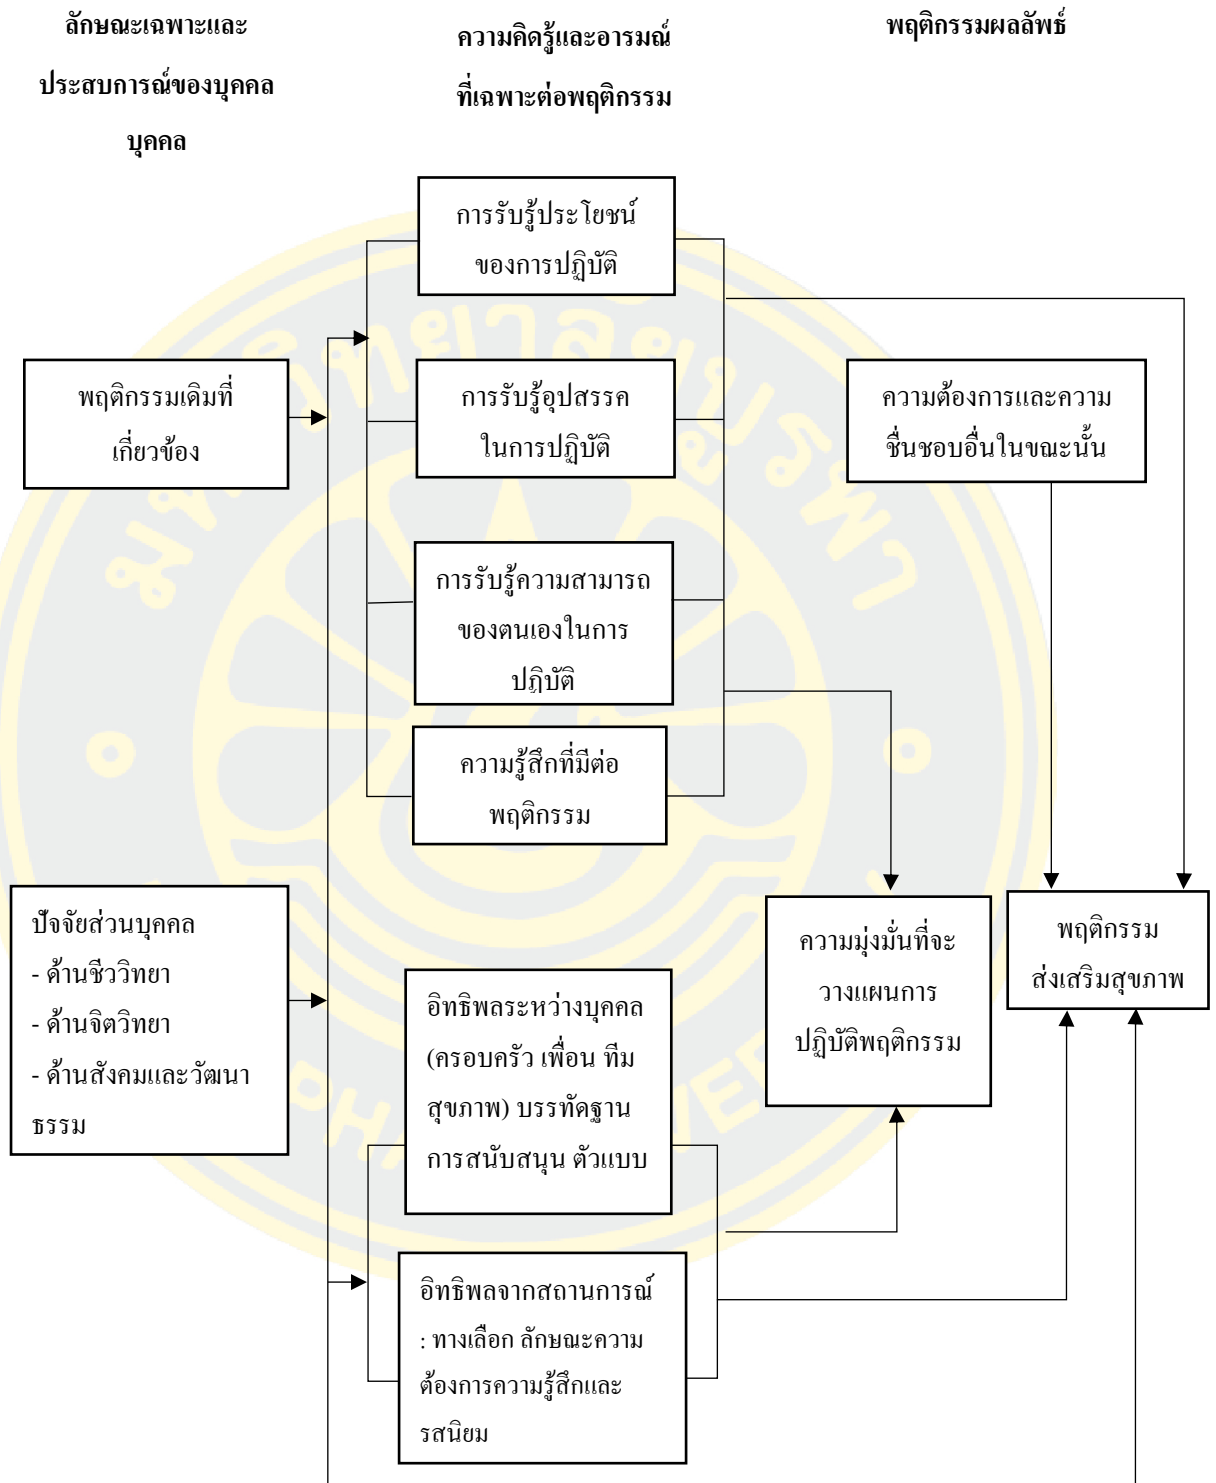 ลักษณะเฉพาะและ
ประสบการณ์ของบุคคล
บุคคล
ความคิดรู้และอารมณ์
ที่เฉพาะต่อพฤติกรรม
พฤติกรรมผลลัพธ์
การรับรู้ประโยชน์
ของการปฏิบัติ
พฤติกรรมเดิมที่
เกี่ยวข้อง
การรับรู้อุปสรรค
ในการปฏิบัติ
ความต้องการและความ
ชื่นชอบอื่นในขณะนั้น
การรับรู้ความสามารถ
ของตนเองในการ
ปฏิบัติ
ความรู้สึกที่มีต่อ
พฤติกรรม
ปัจจัยส่วนบุคคล
- ด้านชีววิทยา
- ด้านจิตวิทยา
- ด้านสังคมและวัฒนา
ธรรม
ความมุ่งมั่นที่จะ
วางแผนการ
ปฏิบัติพฤติกรรม
พฤติกรรม
ส่งเสริมสุขภาพ
อิทธิพลระหว่างบุคคล
(ครอบครัว เพื่อน ทีม
สุขภาพ) บรรทัดฐาน
การสนับสนุน ตัวแบบ
อิทธิพลจากสถานการณ์
: ทางเลือก ลักษณะความ
ต้องการความรู้สึกและ
รสนิยม